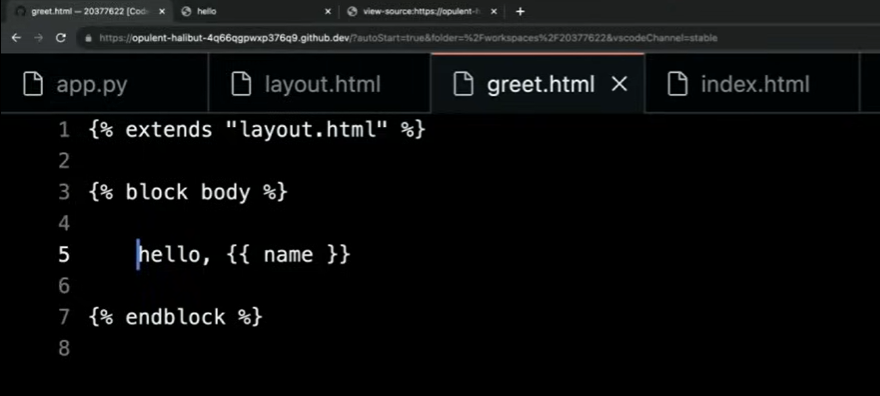 greet.html — 20377622 [Cod
hello
view-source:https://opulent-h
https://opulent-halibut-4q66qgpwxp376q9.github.dev/?autoStart=true&folder=%2Fworkspaces%2F20377622&vscodeChannel=stable
app.py
layout.html
greet.html
index.html
1 {% extends "layout.html" %}
2
3 {% block body %}
4
5     hello, {{ name }}
6
7 {% endblock %}
8